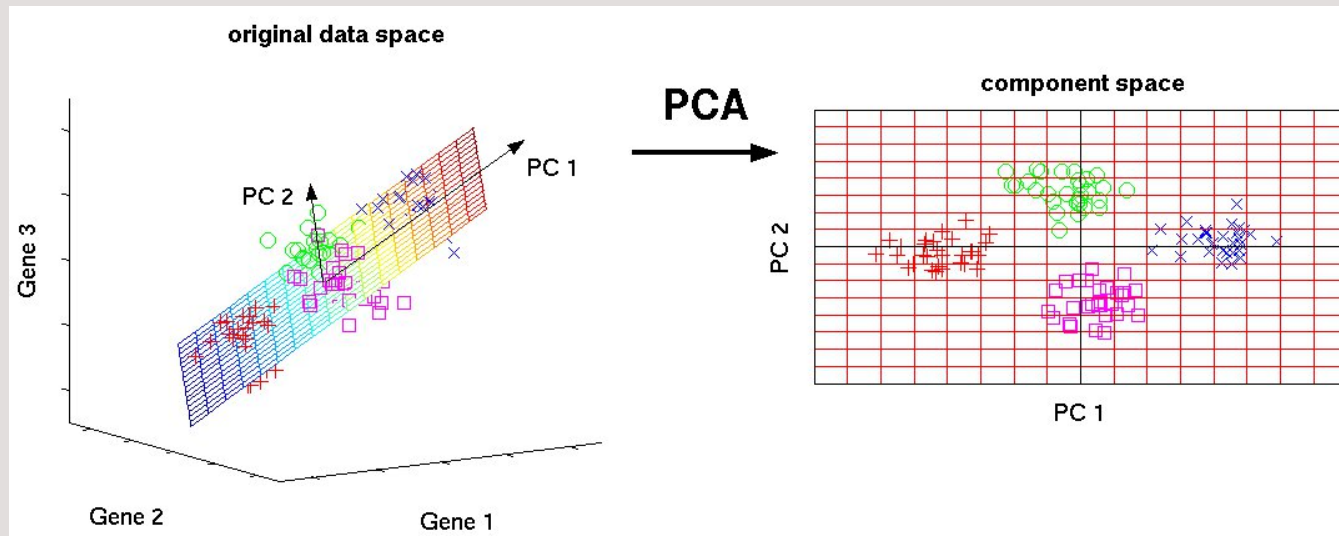 original data space
PCA
component space
PC 1
PC 2
Gene 3
PC 2
Gene 2
Gene 1
PC 1